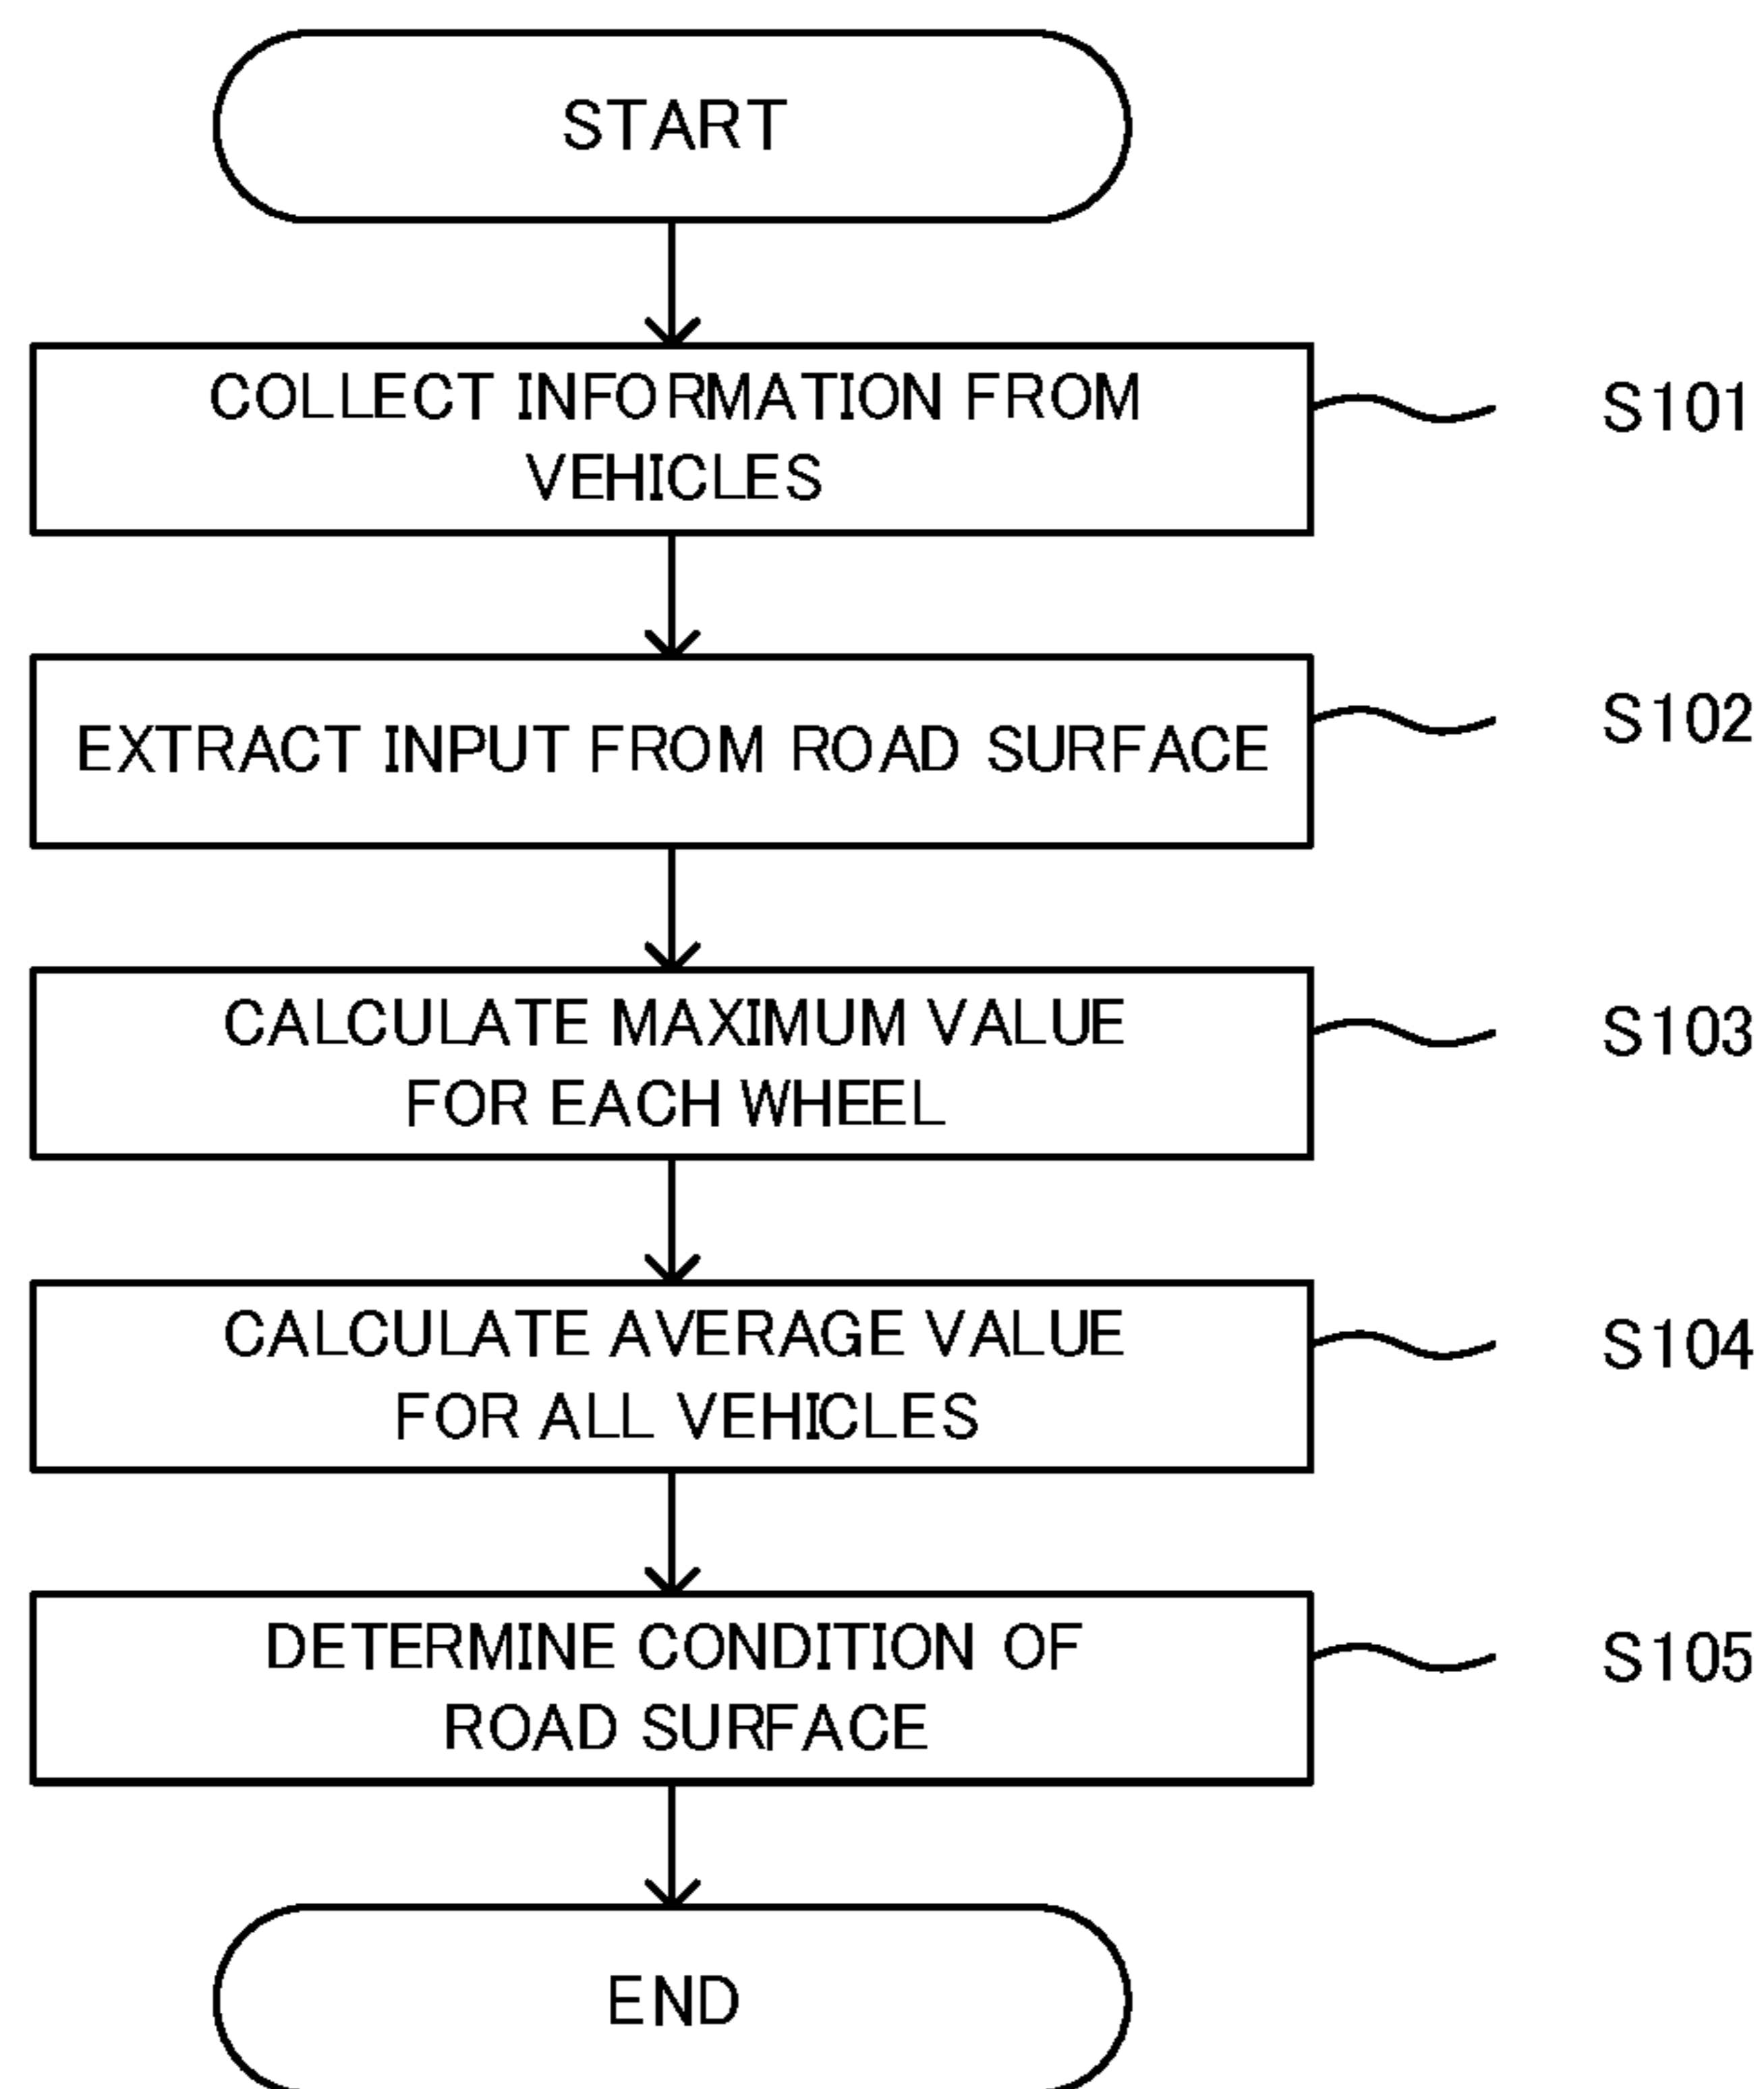 START
COLLECT INFORMATION FROM
VEHICLES
S101
EXTRACT INPUT FROM ROAD SURFACE
S102
CALCULATE MAXIMUM VALUE
FOR EACH WHEEL
S103
CALCULATE AVERAGE VALUE
FOR ALL VEHICLES
S104
DETERMINE CONDITION OF
ROAD SURFACE
S105
END